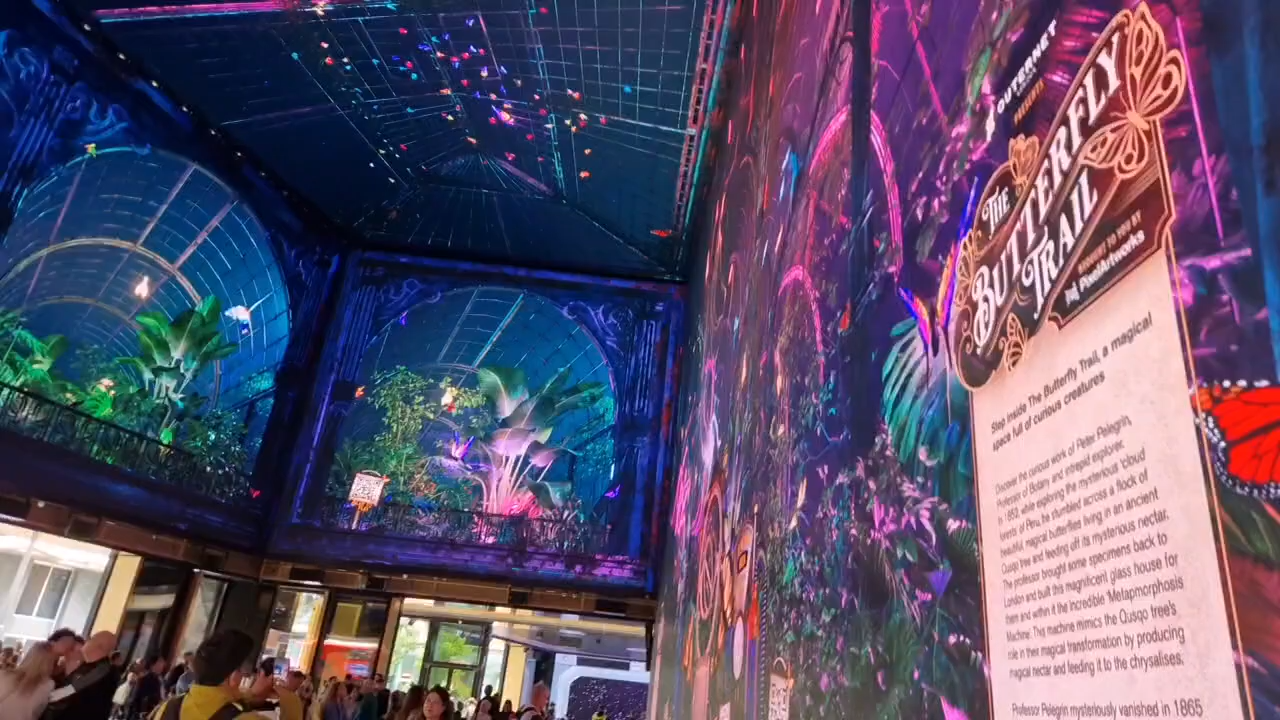 OUTERNET
PRESENTS
THE
BUTTERFLY
TRAIL
BROUGHT TO YOU BY
PixelArtworks
Step inside The Butterfly Trail, a magical
space full of curious creatures
Discover the curious work of Peter Pelegrin,
Professor of Botany and intrepid explorer.
In 1852, while exploring the mysterious 'cloud
forests' of Peru, he stumbled across a flock of
beautiful, magical butterflies living in an ancient
Qusqo tree and feeding off its mysterious nectar.
The professor brought some specimens back to
London and built this magnificent glass house for
them and within it the incredible 'Metamorphosis
Machine'. This machine mimics the Qusqo tree's
role in their magical transformation by producing
magical nectar and feeding it to the chrysalises.
Professor Pelegrin mysteriously vanished in 1865